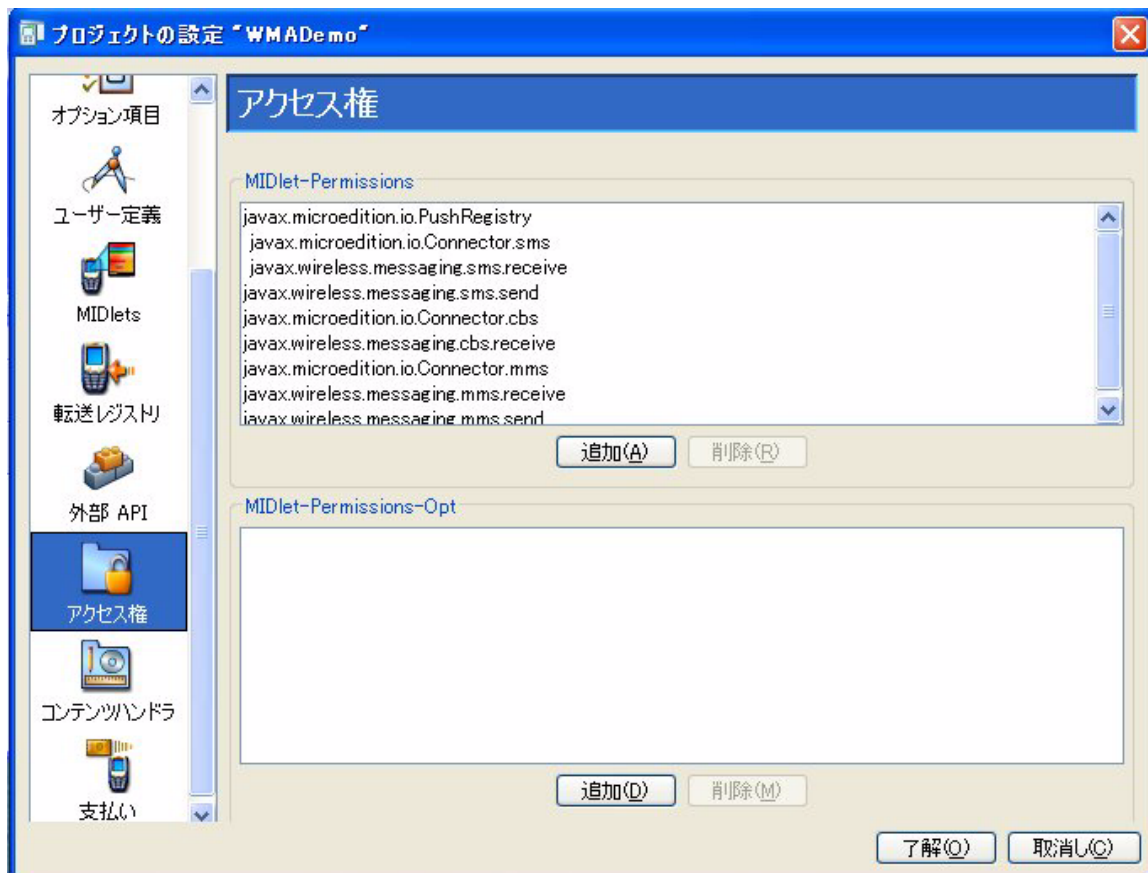 プロジェクトの設定 "WMADemo"
オプション項目
ユーザー定義
MIDlets
転送レジストリ
外部 API
アクセス権
コンテンツハンドラ
支払い
アクセス権
MIDlet-Permissions
javax.microedition.io.PushRegistry
javax.microedition.io.Connector.sms
javax.wireless.messaging.sms.receive
javax.wireless.messaging.sms.send
javax.microedition.io.Connector.cbs
javax.wireless.messaging.cbs.receive
javax.microedition.io.Connector.mms
javax.wireless.messaging.mms.receive
javax.wireless.messaging.mms.send
追加(A) 削除(R)
MIDlet-Permissions-Opt
追加(D) 削除(M)
了解(O) 取消し(C)